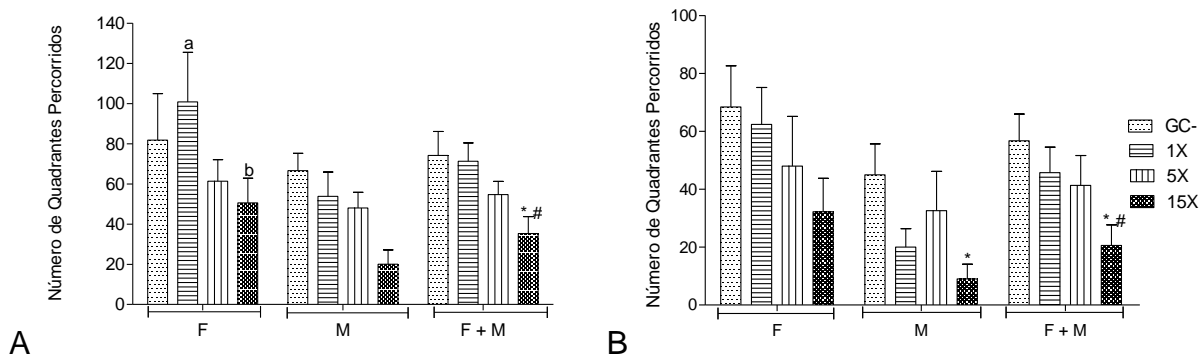 Número de Quadrantes Percorridos
140
120
100
80
60
40
20
0
a
b
* #
F
M
F + M
A
Número de Quadrantes Percorridos
100
80
60
40
20
0
*
* #
F
M
F + M
B
GC-
1X
5X
15X